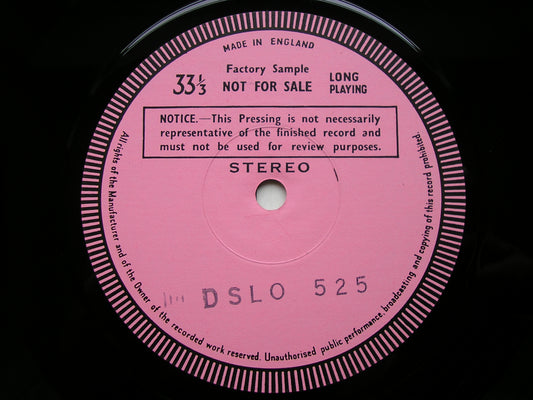 MADE IN ENGLAND
Factory Sample
33⅓ NOT FOR SALE LONG PLAYING
NOTICE.—This Pressing is not necessarily
representative of the finished record and
must not be used for review purposes.
STEREO
DSLO 525
All rights of the Manufacturer and of the Owner of the recorded work reserved. Unauthorised public performance, broadcasting and copying of this record prohibited.